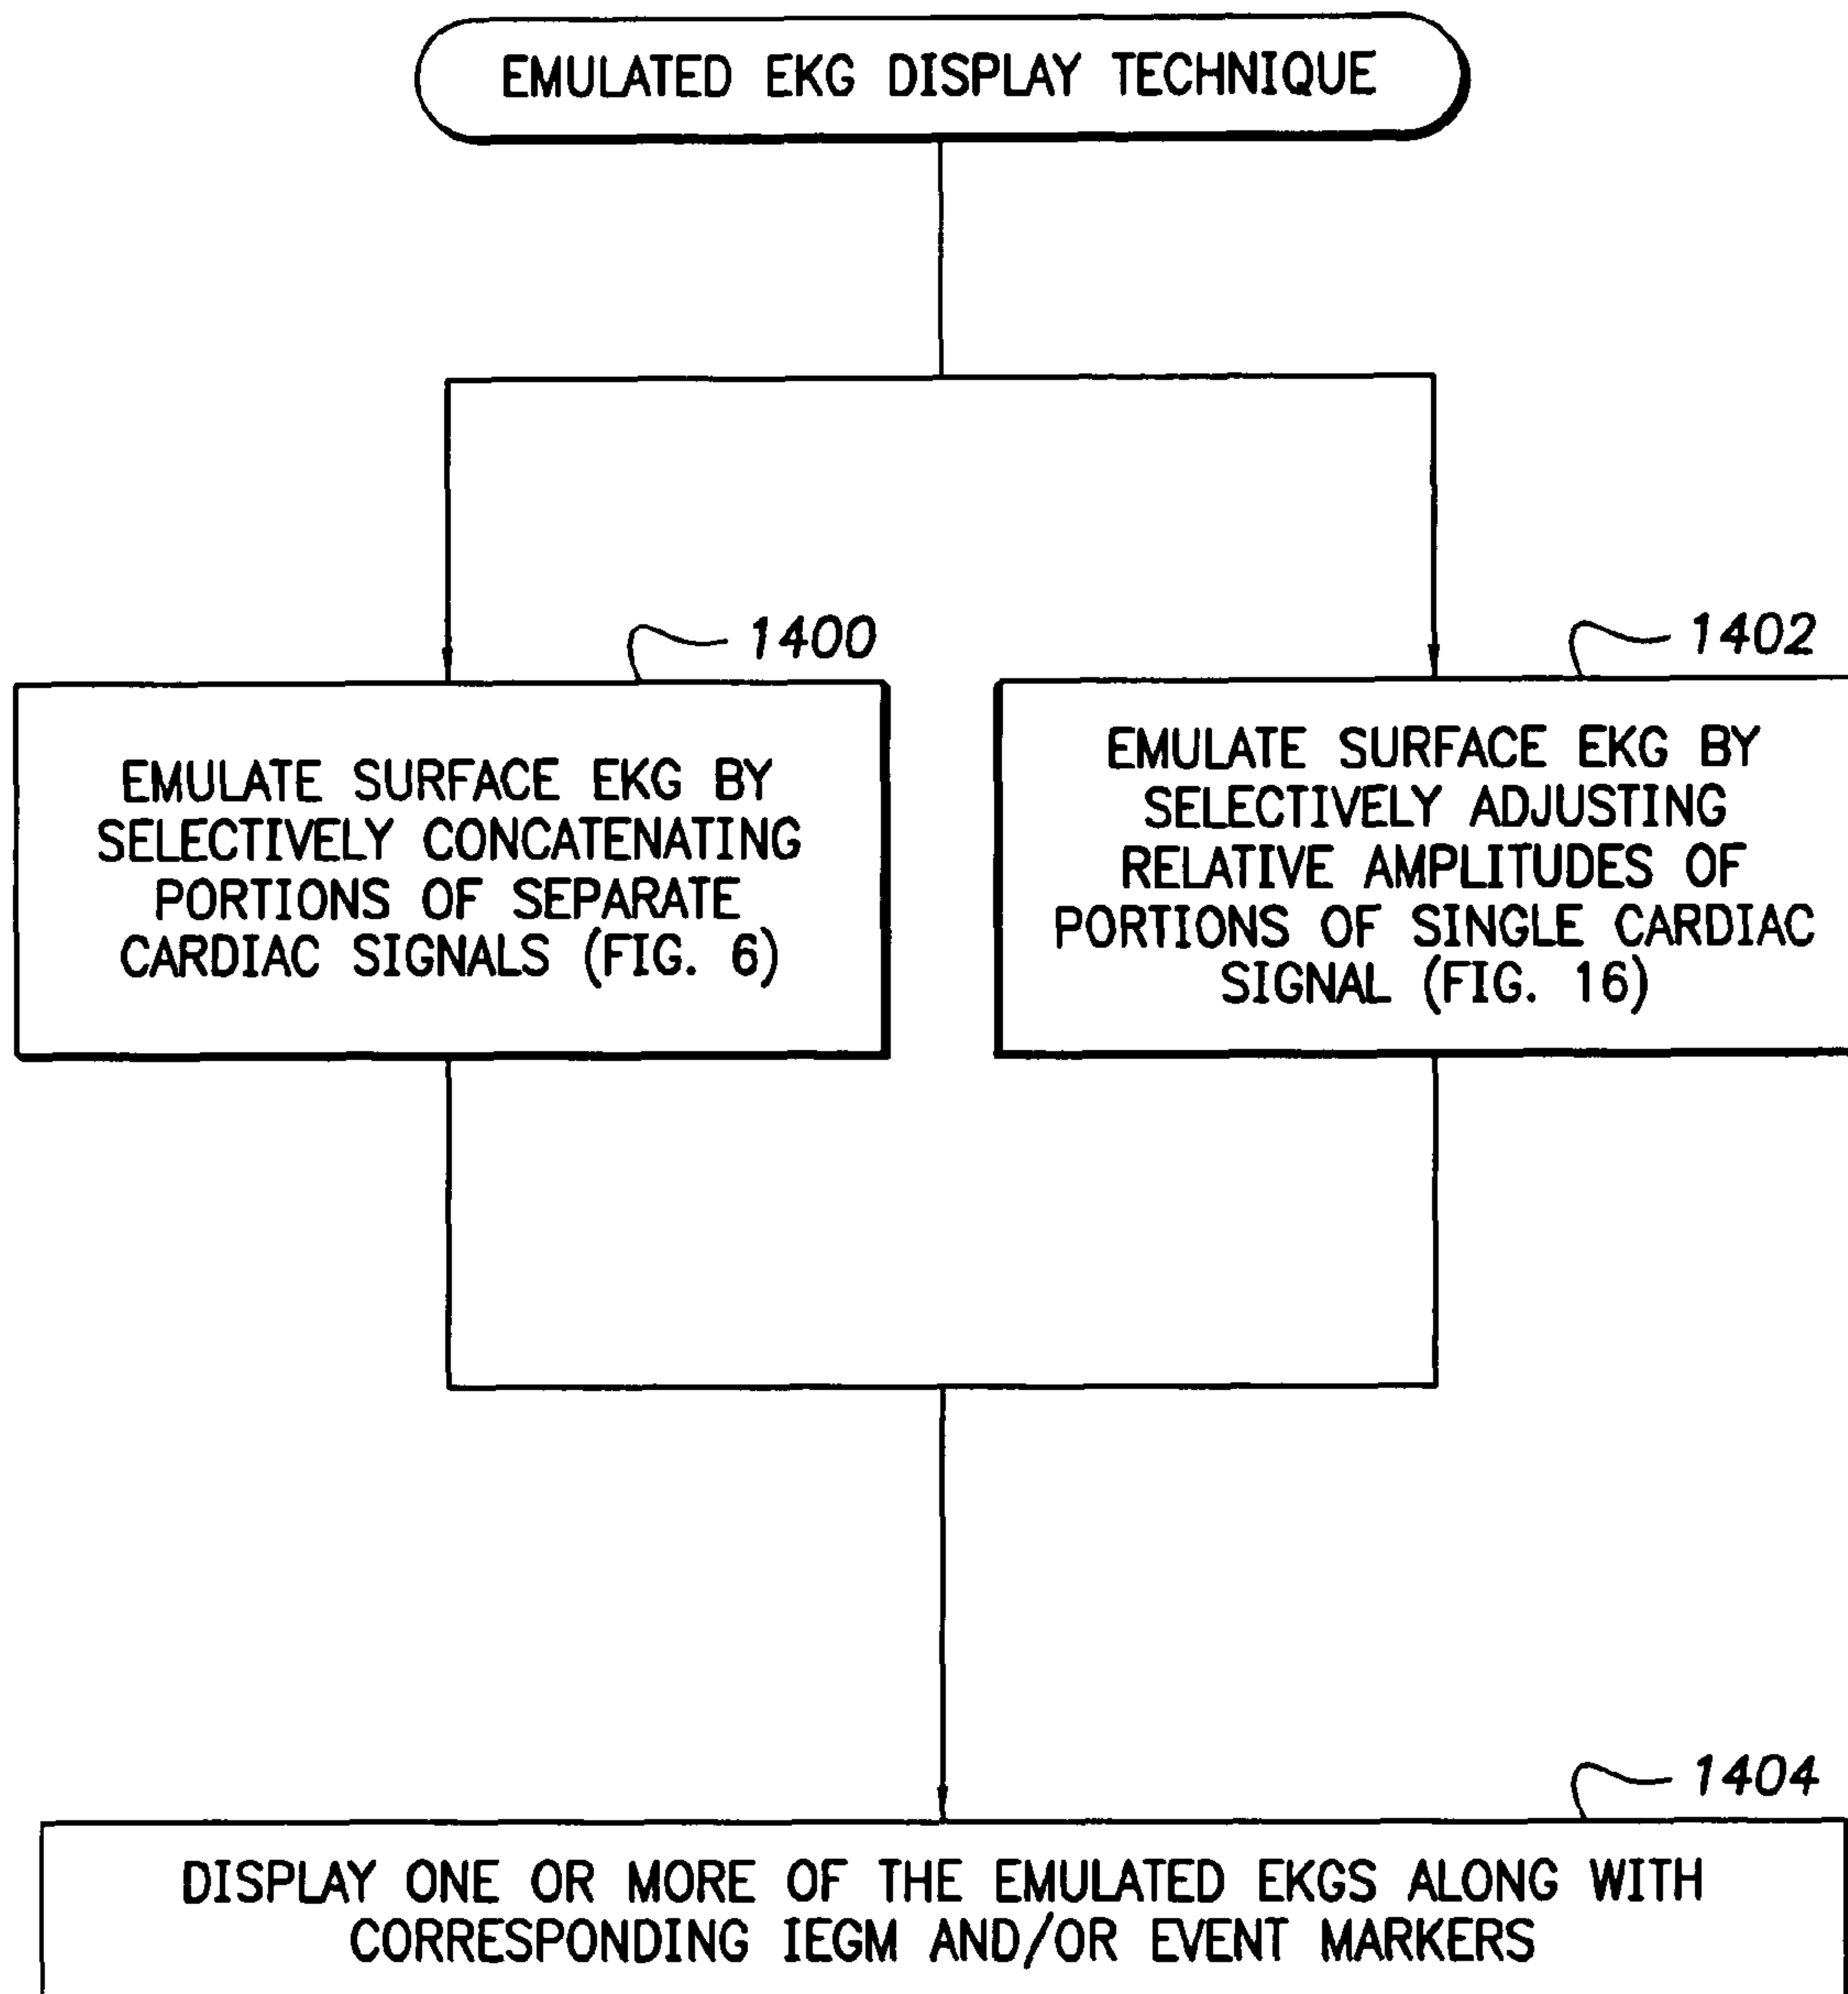 EMULATED EKG DISPLAY TECHNIQUE
1400
EMULATE SURFACE EKG BY
SELECTIVELY CONCATENATING
PORTIONS OF SEPARATE
CARDIAC SIGNALS (FIG. 6)
1402
EMULATE SURFACE EKG BY
SELECTIVELY ADJUSTING
RELATIVE AMPLITUDES OF
PORTIONS OF SINGLE CARDIAC
SIGNAL (FIG. 16)
1404
DISPLAY ONE OR MORE OF THE EMULATED EKGS ALONG WITH
CORRESPONDING IEGM AND/OR EVENT MARKERS